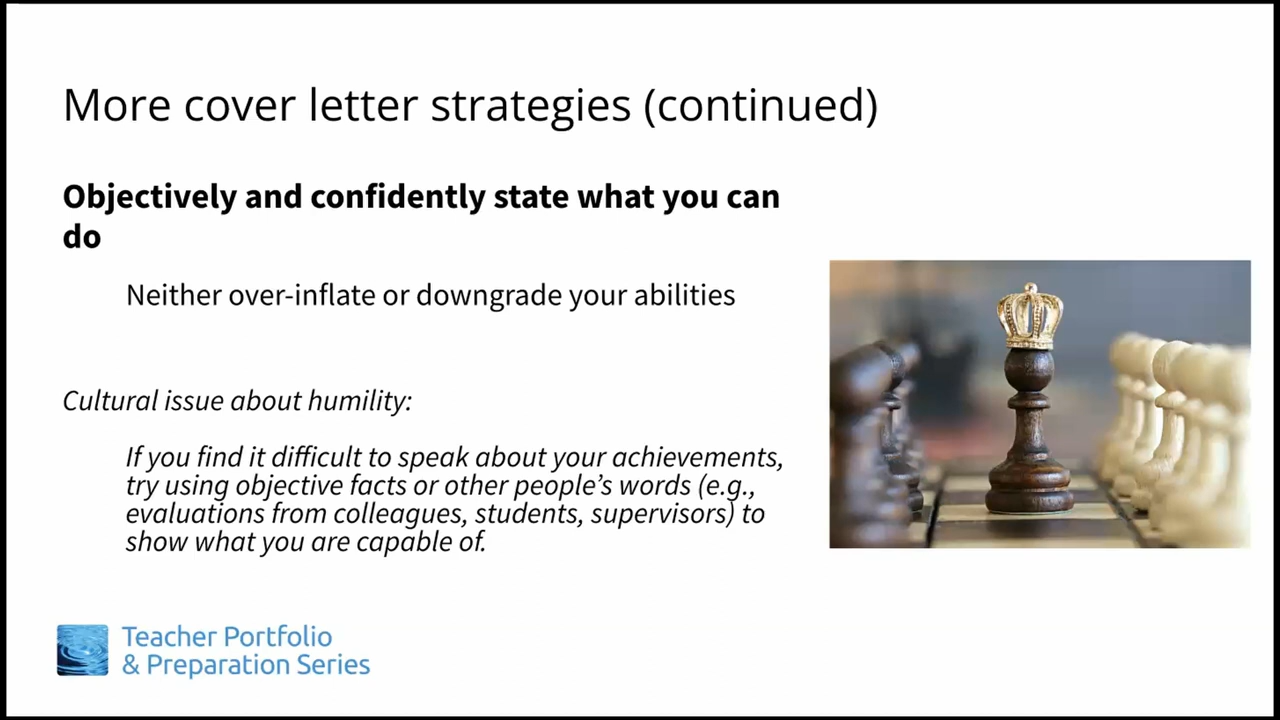 More cover letter strategies (continued)
Objectively and confidently state what you can
do
Neither over-inflate or downgrade your abilities
Cultural issue about humility:
If you find it difficult to speak about your achievements,
try using objective facts or other people’s words (e.g.,
evaluations from colleagues, students, supervisors) to
show what you are capable of.
Teacher Portfolio
& Preparation Series